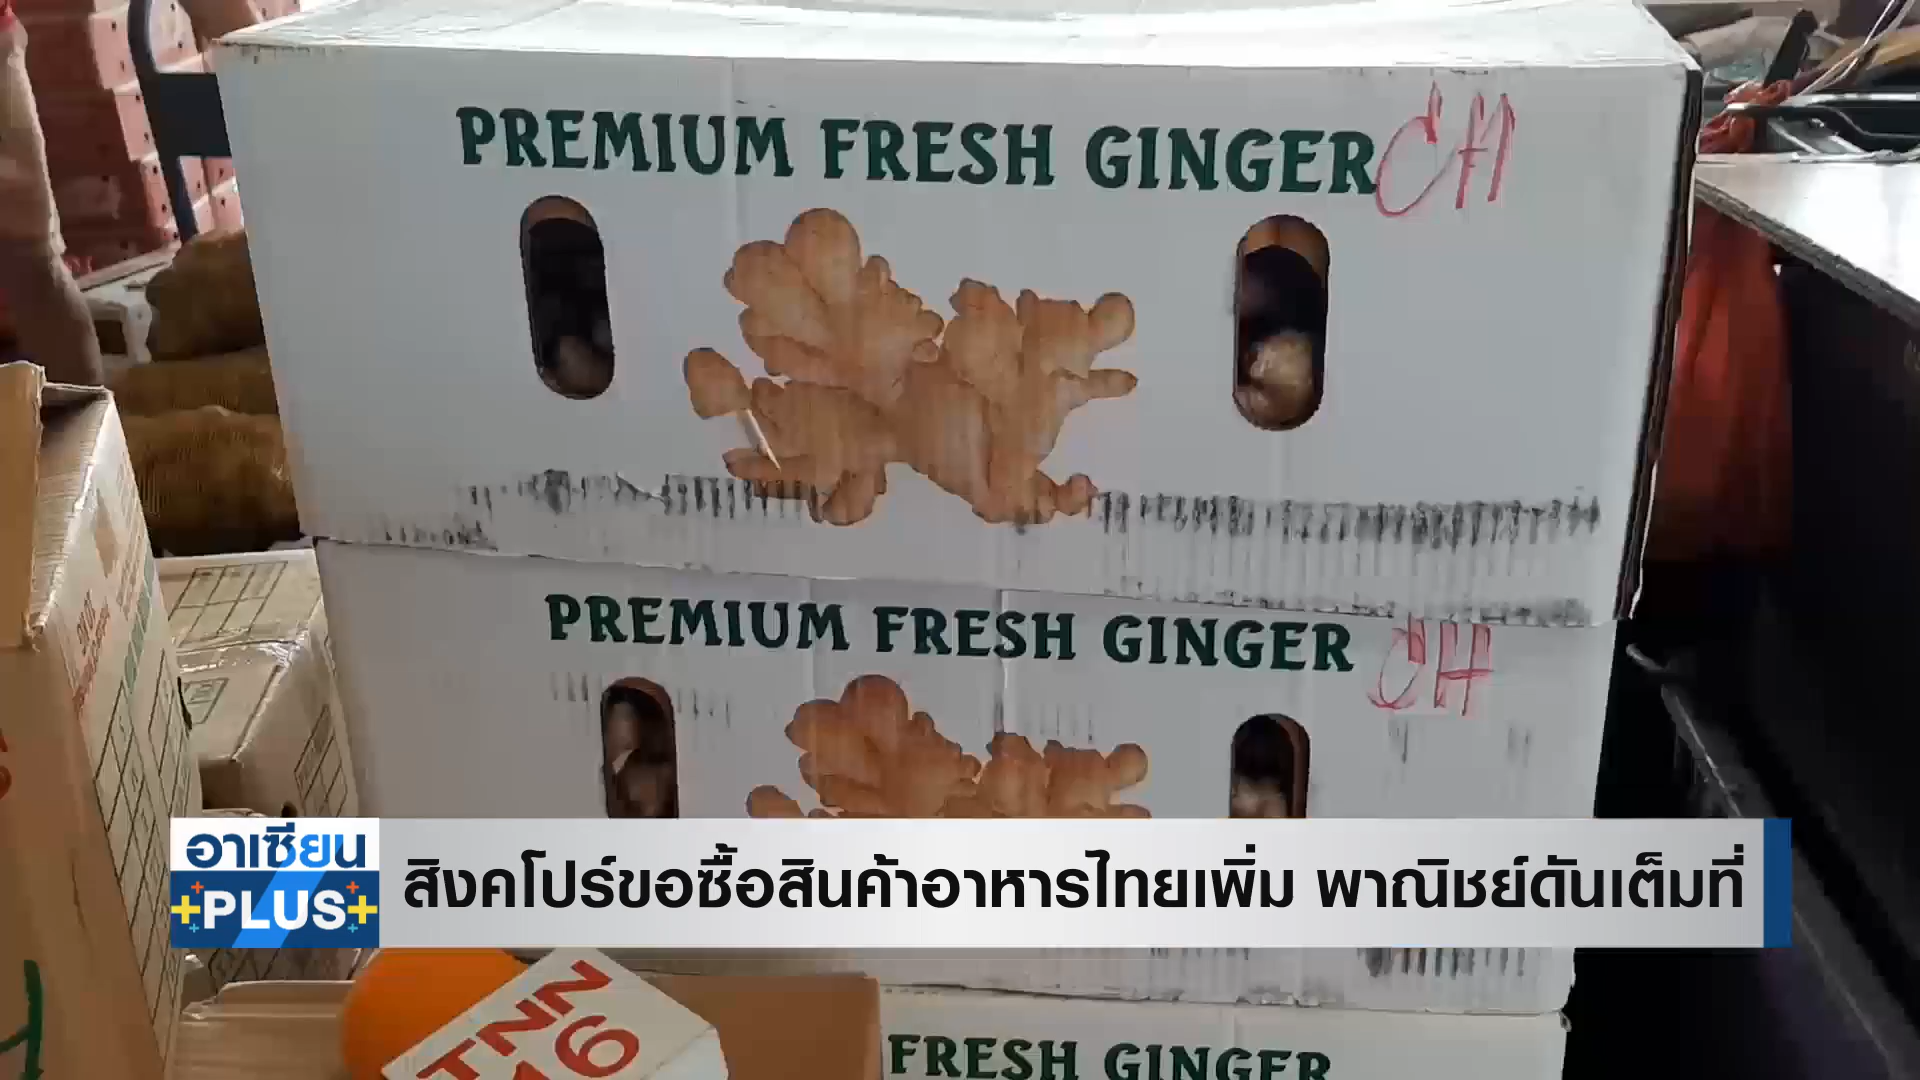 PREMIUM FRESH GINGER
CH
PREMIUM FRESH GINGER
CH
อาเซียน
PLUS
สิงคโปร์ขอซื้อสินค้าอาหารไทยเพิ่ม พาณิชย์ดันเต็มที่
TNN
16
FRESH GINGER